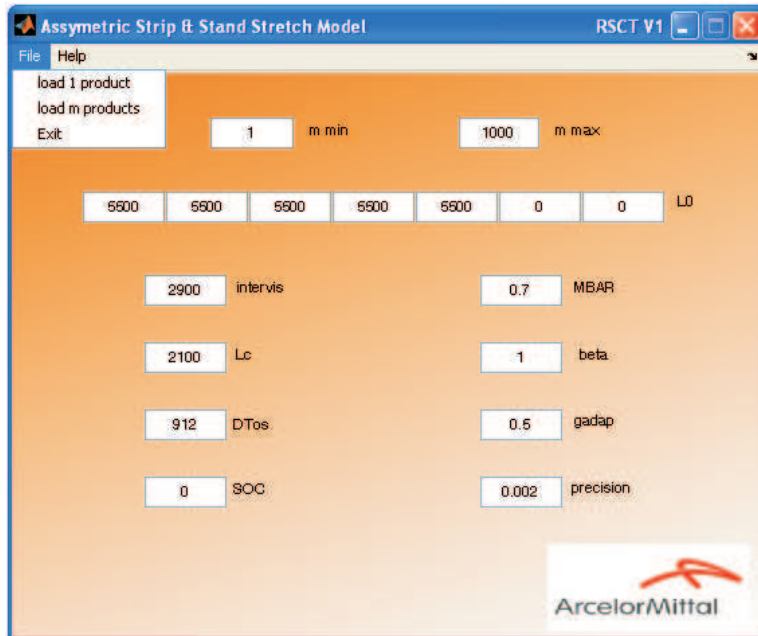 Assymetric Strip & Stand Stretch Model RSCT V1
File Help
load 1 product
load m products
Exit
1 m min 1000 m max
5500 5500 5500 5500 5500 0 0 L0
2900 intervis 0.7 MBAR
2100 Lc 1 beta
912 DTos 0.5 gadap
0 SOC 0.002 precision
ArcelorMittal